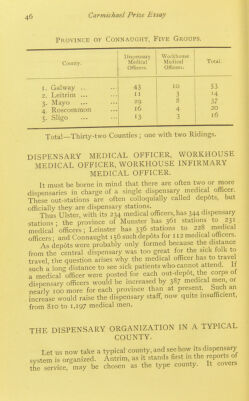 46 Carmichael Prize Essay
PROVINCE OF CONNAUGHT, FIVE GROUPS.
County. Dispensary Medical Officers. Workhouse Medical Officers. Total
1. Galway ... ... 43 10 53
2. Leitrim ... ... 11 3 14
3. Mayo ... ... 29 8 37
4. Roscommon ... 16 4 20
5. Sligo ... ... 13 3 16
Total—Thirty-two Counties ; one with two Ridings.
DISPENSARY MEDICAL OFFICER, WORKHOUSE
MEDICAL OFFICER, WORKHOUSE INFIRMARY
MEDICAL OFFICER.
It must be borne in mind that there are often two or more
dispensaries in charge of a single dispensary medical officer.
These out-stations are often colloquially called depôts, but
officially they are dispensary stations.
Thus Ulster, with its 234 medical officers, has 344 dispensary
stations ; the province of Munster has 361 stations to 231
medical officers ; Leinster has 336 stations to 228 medical
officers ; and Connaught 156 such depôts for 112 medical officers.
As depôts were probably only formed because the distance
from the central dispensary was too great for the sick folk to
travel, the question arises why the medical officer has to travel
such a long distance to see sick patients who cannot attend. If
a medical officer were posted for each out-depôt, the corps of
dispensary officers would be increased by 387 medical men, or
nearly 100 more for each province than at present. Such an
increase would raise the dispensary staff, now quite insufficient,
from 810 to 1,197 medical men.
THE DISPENSARY ORGANIZATION IN A TYPICAL
COUNTY.
Let us now take a typical county, and see how its dispensary
system is organized. Antrim, as it stands first in the reports of
the service, may be chosen as the type county. It covers